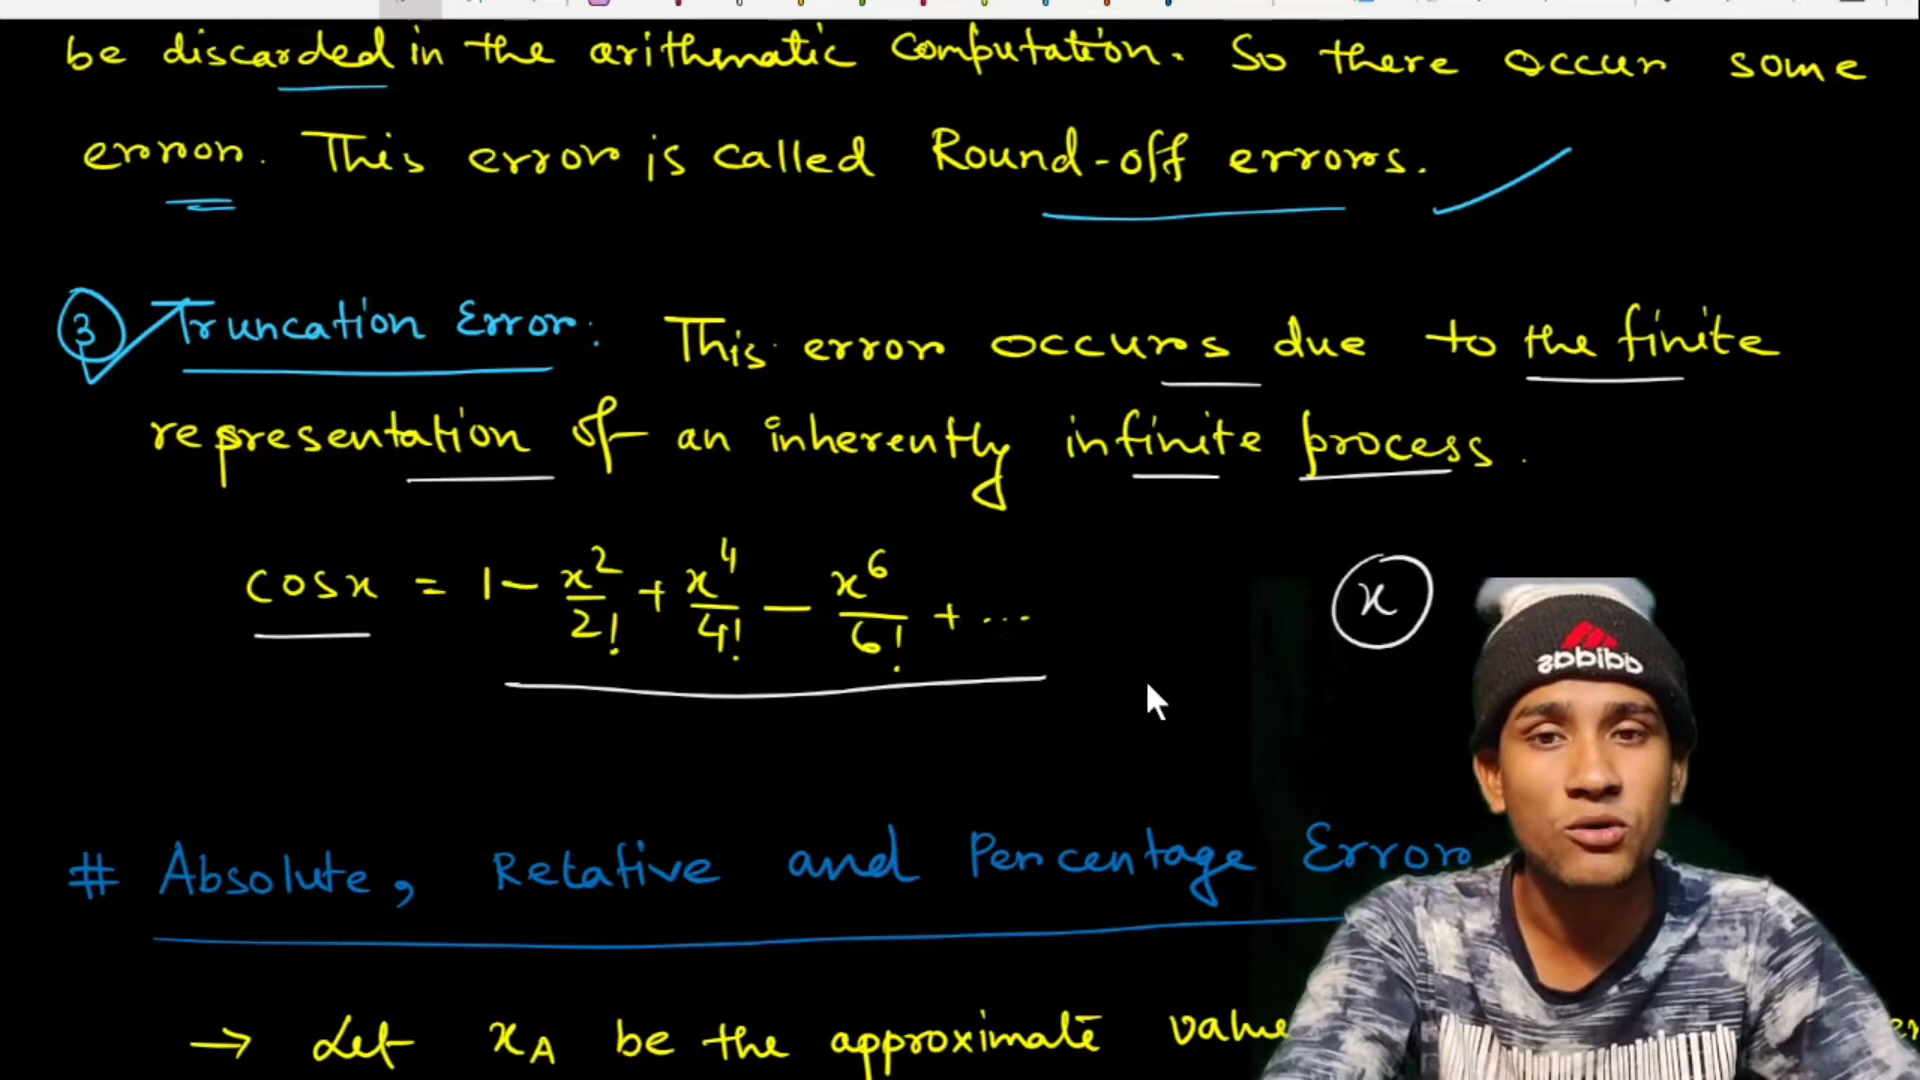 be discarded in the arithmatic computation. So there occur some
error. This error is called Round-off errors.
3 Truncation Error: This error occurs due to the finite
representation of an inherently infinite process.
cosx = 1 - x²/2! + x⁴/4! - x⁶/6! + ...
x
adidas
# Absolute, Relative and Percentage Error
→ Let x_A be the approximate value